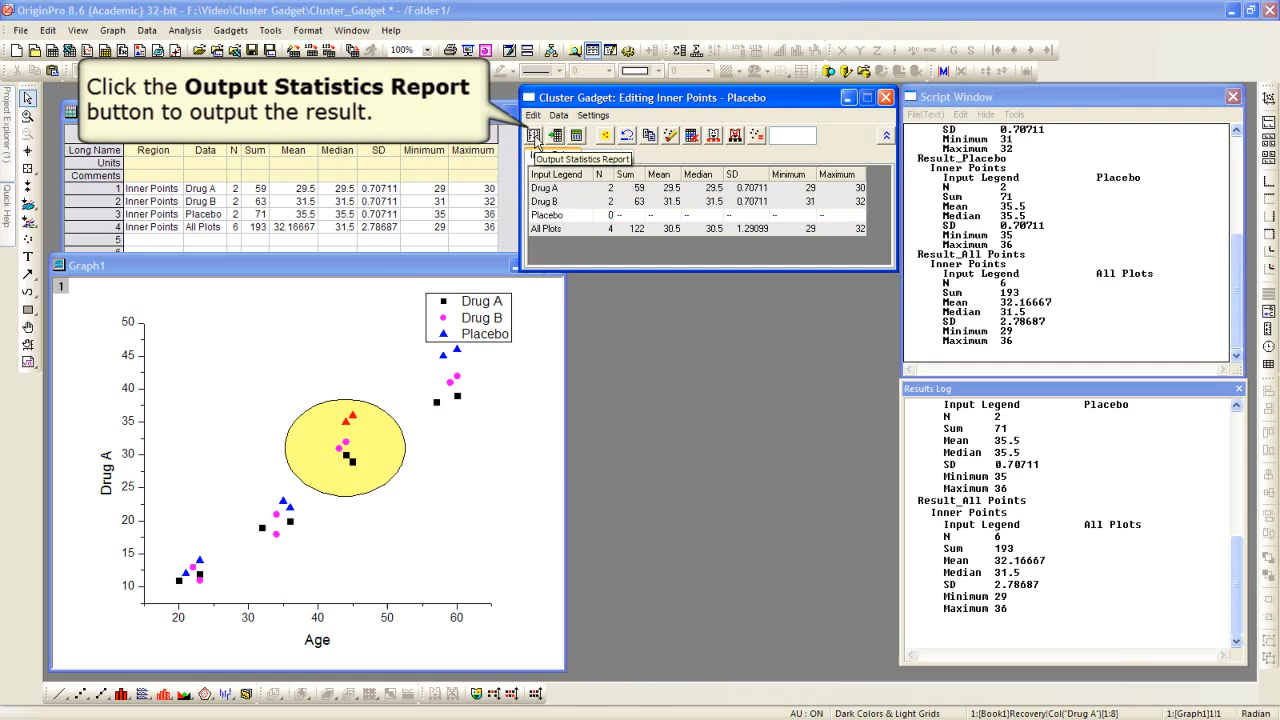 OriginPro 8.6 (Academic) 32-bit - F:\Video\Cluster Gadget\Cluster_Gadget * - /Folder1/
File Edit View Graph Data Analysis Gadgets Tools Format Window Help
100%
Click the Output Statistics Report
button to output the result.
Project Explorer (1)
Quick Help
Long Name Region Data N Sum Mean Median SD Minimum Maximum
Units
Comments
1 Inner Points Drug A 2 59 29.5 29.5 0.70711 29 30
2 Inner Points Drug B 2 63 31.5 31.5 0.70711 31 32
3 Inner Points Placebo 2 71 35.5 35.5 0.70711 35 36
4 Inner Points All Plots 6 193 32.16667 31.5 2.78687 29 36
5
Cluster Gadget: Editing Inner Points - Placebo
Edit Data Settings
Output Statistics Report
Input Legend N Sum Mean Median SD Minimum Maximum
Drug A 2 59 29.5 29.5 0.70711 29 30
Drug B 2 63 31.5 31.5 0.70711 31 32
Placebo 0 -- -- -- -- -- --
All Plots 4 122 30.5 30.5 1.29099 29 32
Script Window
File(Text) Edit Hide Tools
SD 0.70711
Minimum 31
Maximum 32
Result_Placebo
Inner Points
Input Legend Placebo
N 2
Sum 71
Mean 35.5
Median 35.5
SD 0.70711
Minimum 35
Maximum 36
Result_All Points
Inner Points
Input Legend All Plots
N 6
Sum 193
Mean 32.16667
Median 31.5
SD 2.78687
Minimum 29
Maximum 36
Graph1
1
Drug A
Drug B
Placebo
50
45
40
35
30
25
20
15
10
Drug A
20 30 40 50 60
Age
Results Log
Input Legend Placebo
N 2
Sum 71
Mean 35.5
Median 35.5
SD 0.70711
Minimum 35
Maximum 36
Result_All Points
Inner Points
Input Legend All Plots
N 6
Sum 193
Mean 32.16667
Median 31.5
SD 2.78687
Minimum 29
Maximum 36
AU : ON Dark Colors & Light Grids 1:[Book1]Recovery!Col("Drug A")[1:8] 1:[Graph1]1!1 Radian